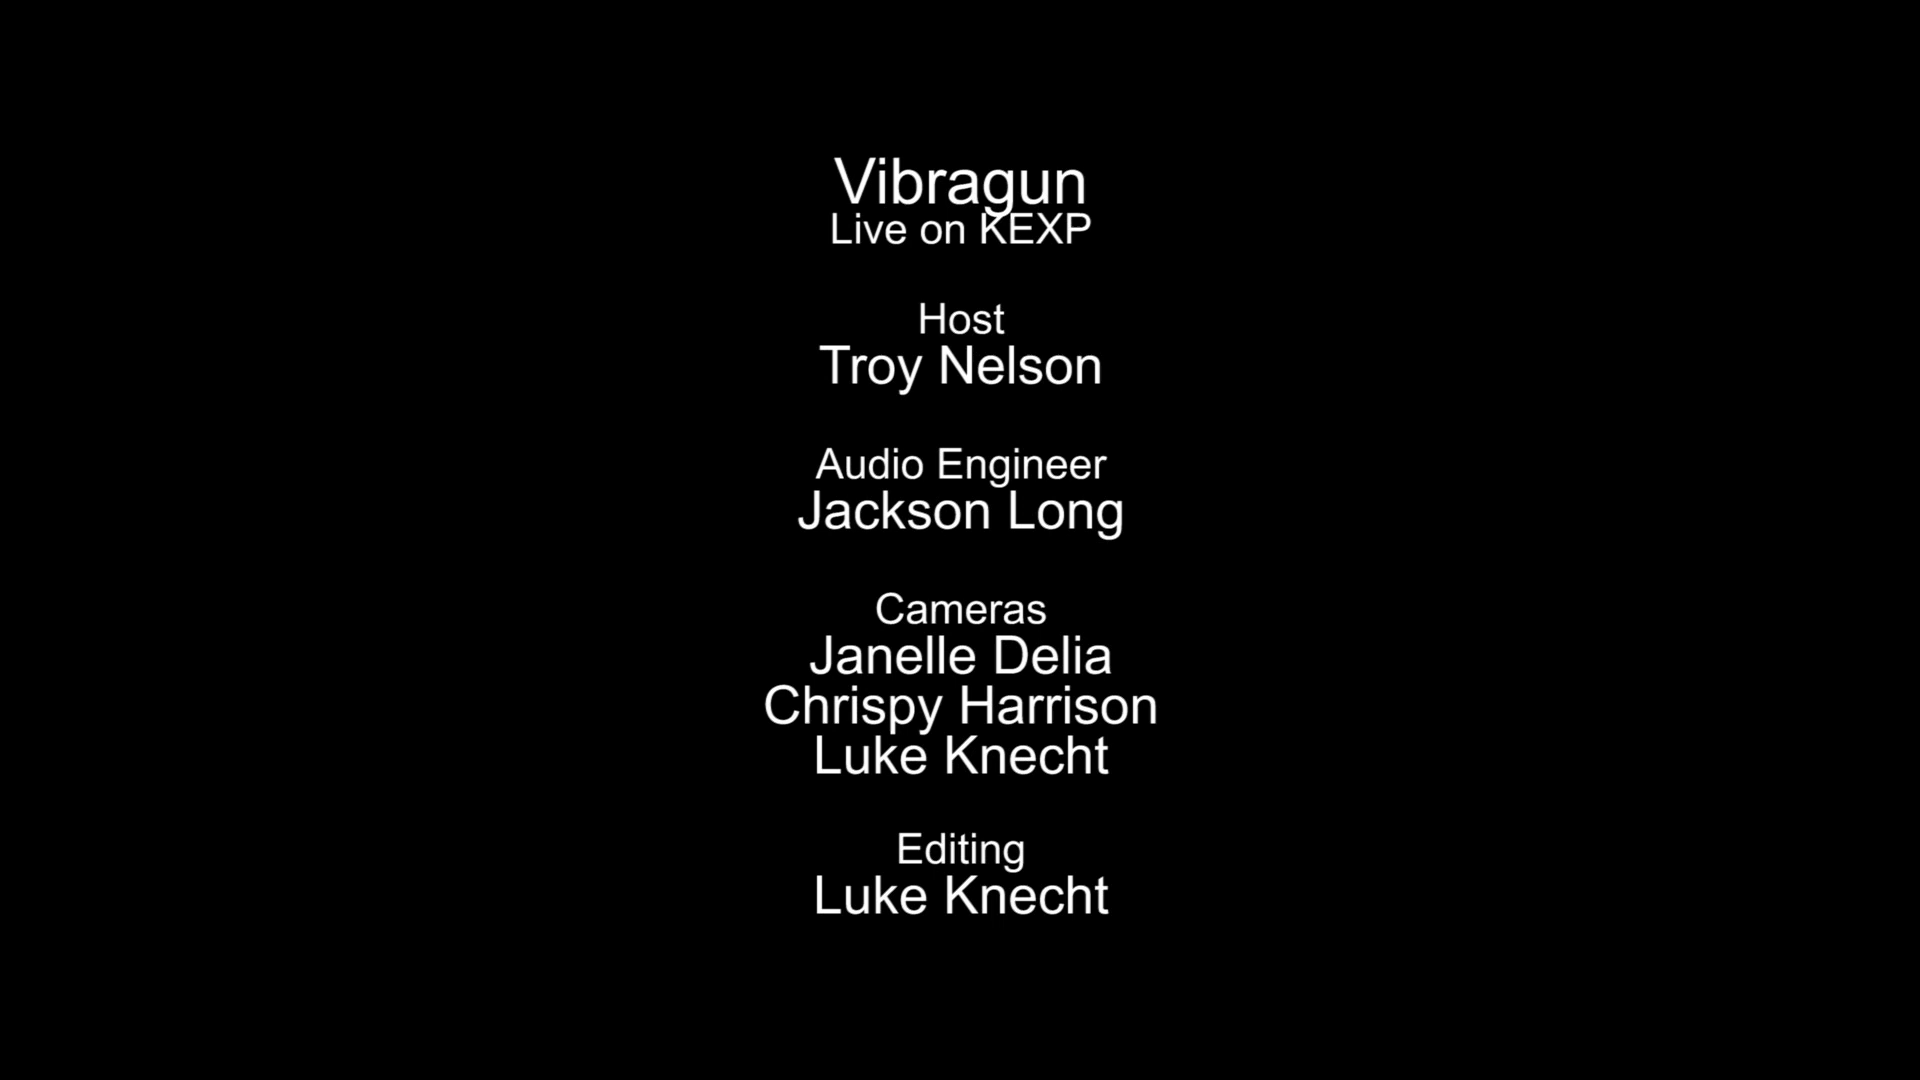 Vibragun
Live on KEXP
Host
Troy Nelson
Audio Engineer
Jackson Long
Cameras
Janelle Delia
Chrispy Harrison
Luke Knecht
Editing
Luke Knecht